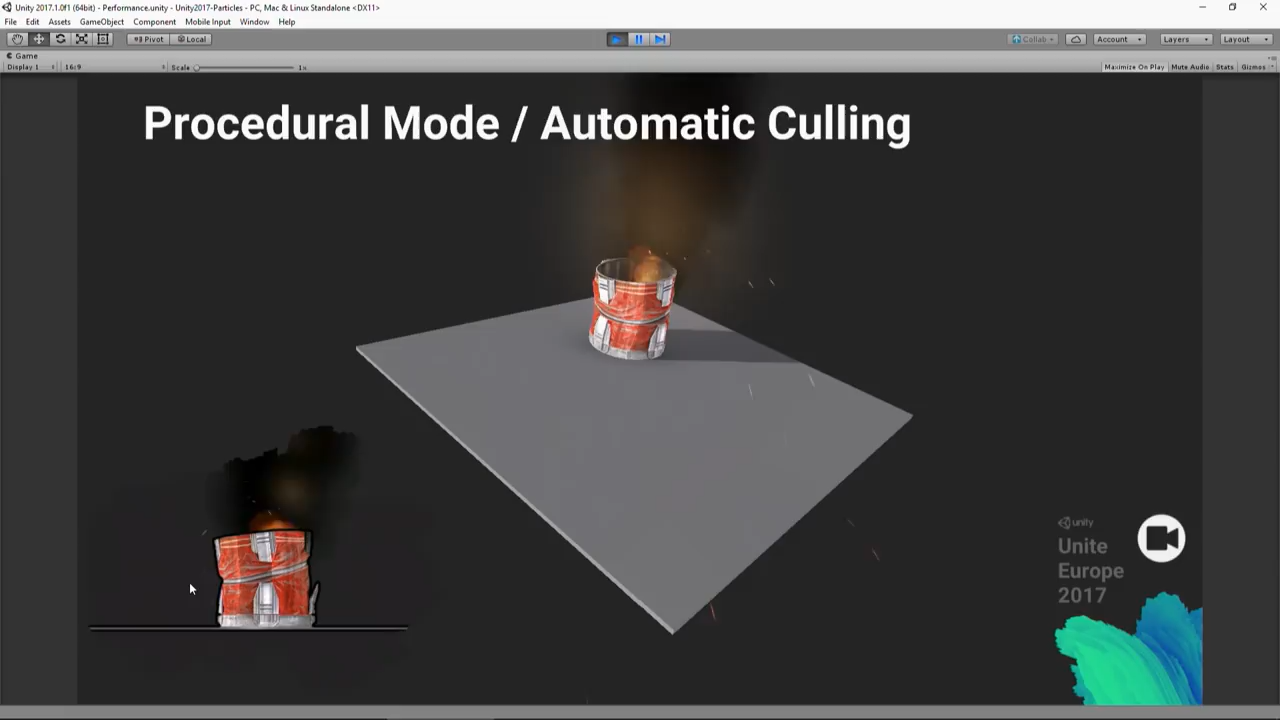 Unity 2017.1.0f1 (64bit) - Performance.unity - Unity2017-Particles - PC, Mac & Linux Standalone <DX11>
File Edit Assets GameObject Component Mobile Input Window Help
Pivot Local Collab Account Layers Layout
Game
Display 1 16:9 Scale 1x Maximize On Play Mute Audio Stats Gizmos
Procedural Mode / Automatic Culling
unity
Unite
Europe
2017